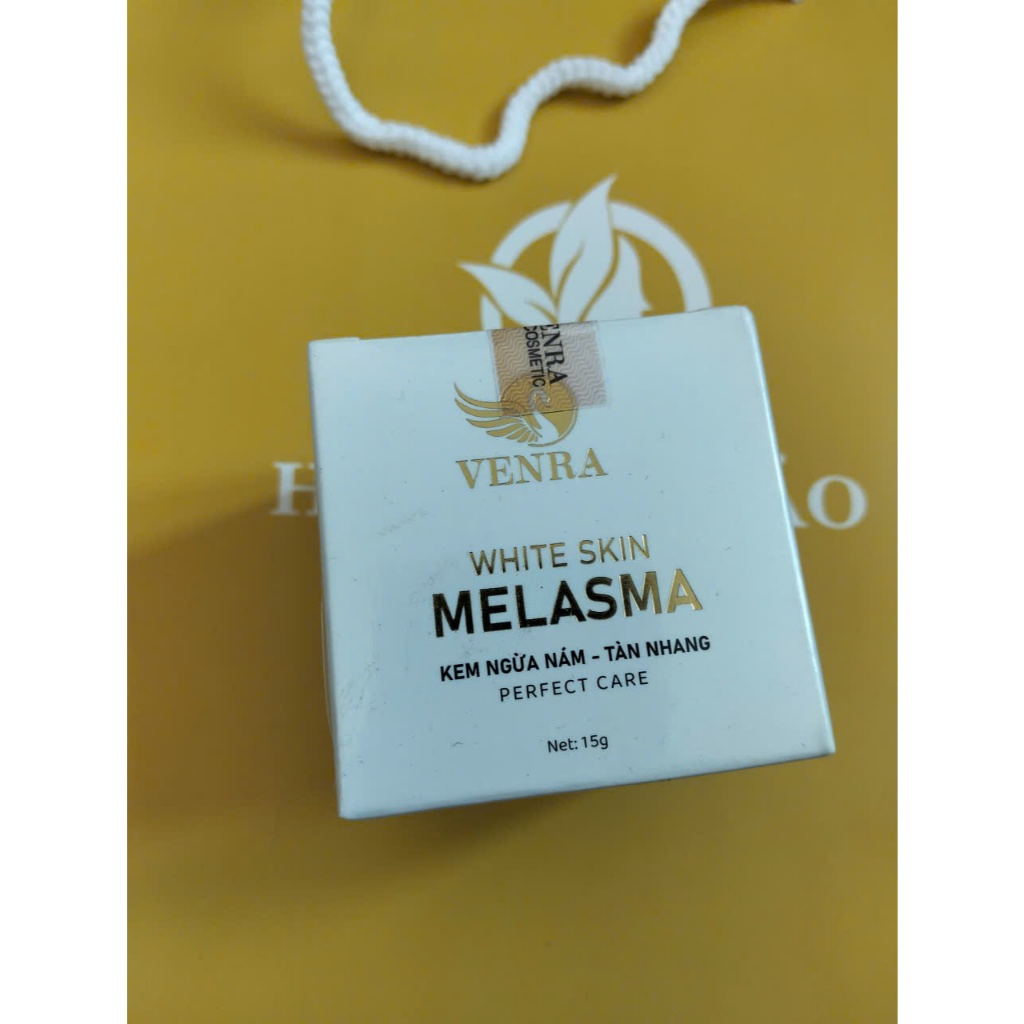 VENRA
COSMETIC
VENRA
WHITE SKIN
MELASMA
KEM NGỪA NÁM - TÀN NHANG
PERFECT CARE
Net: 15g